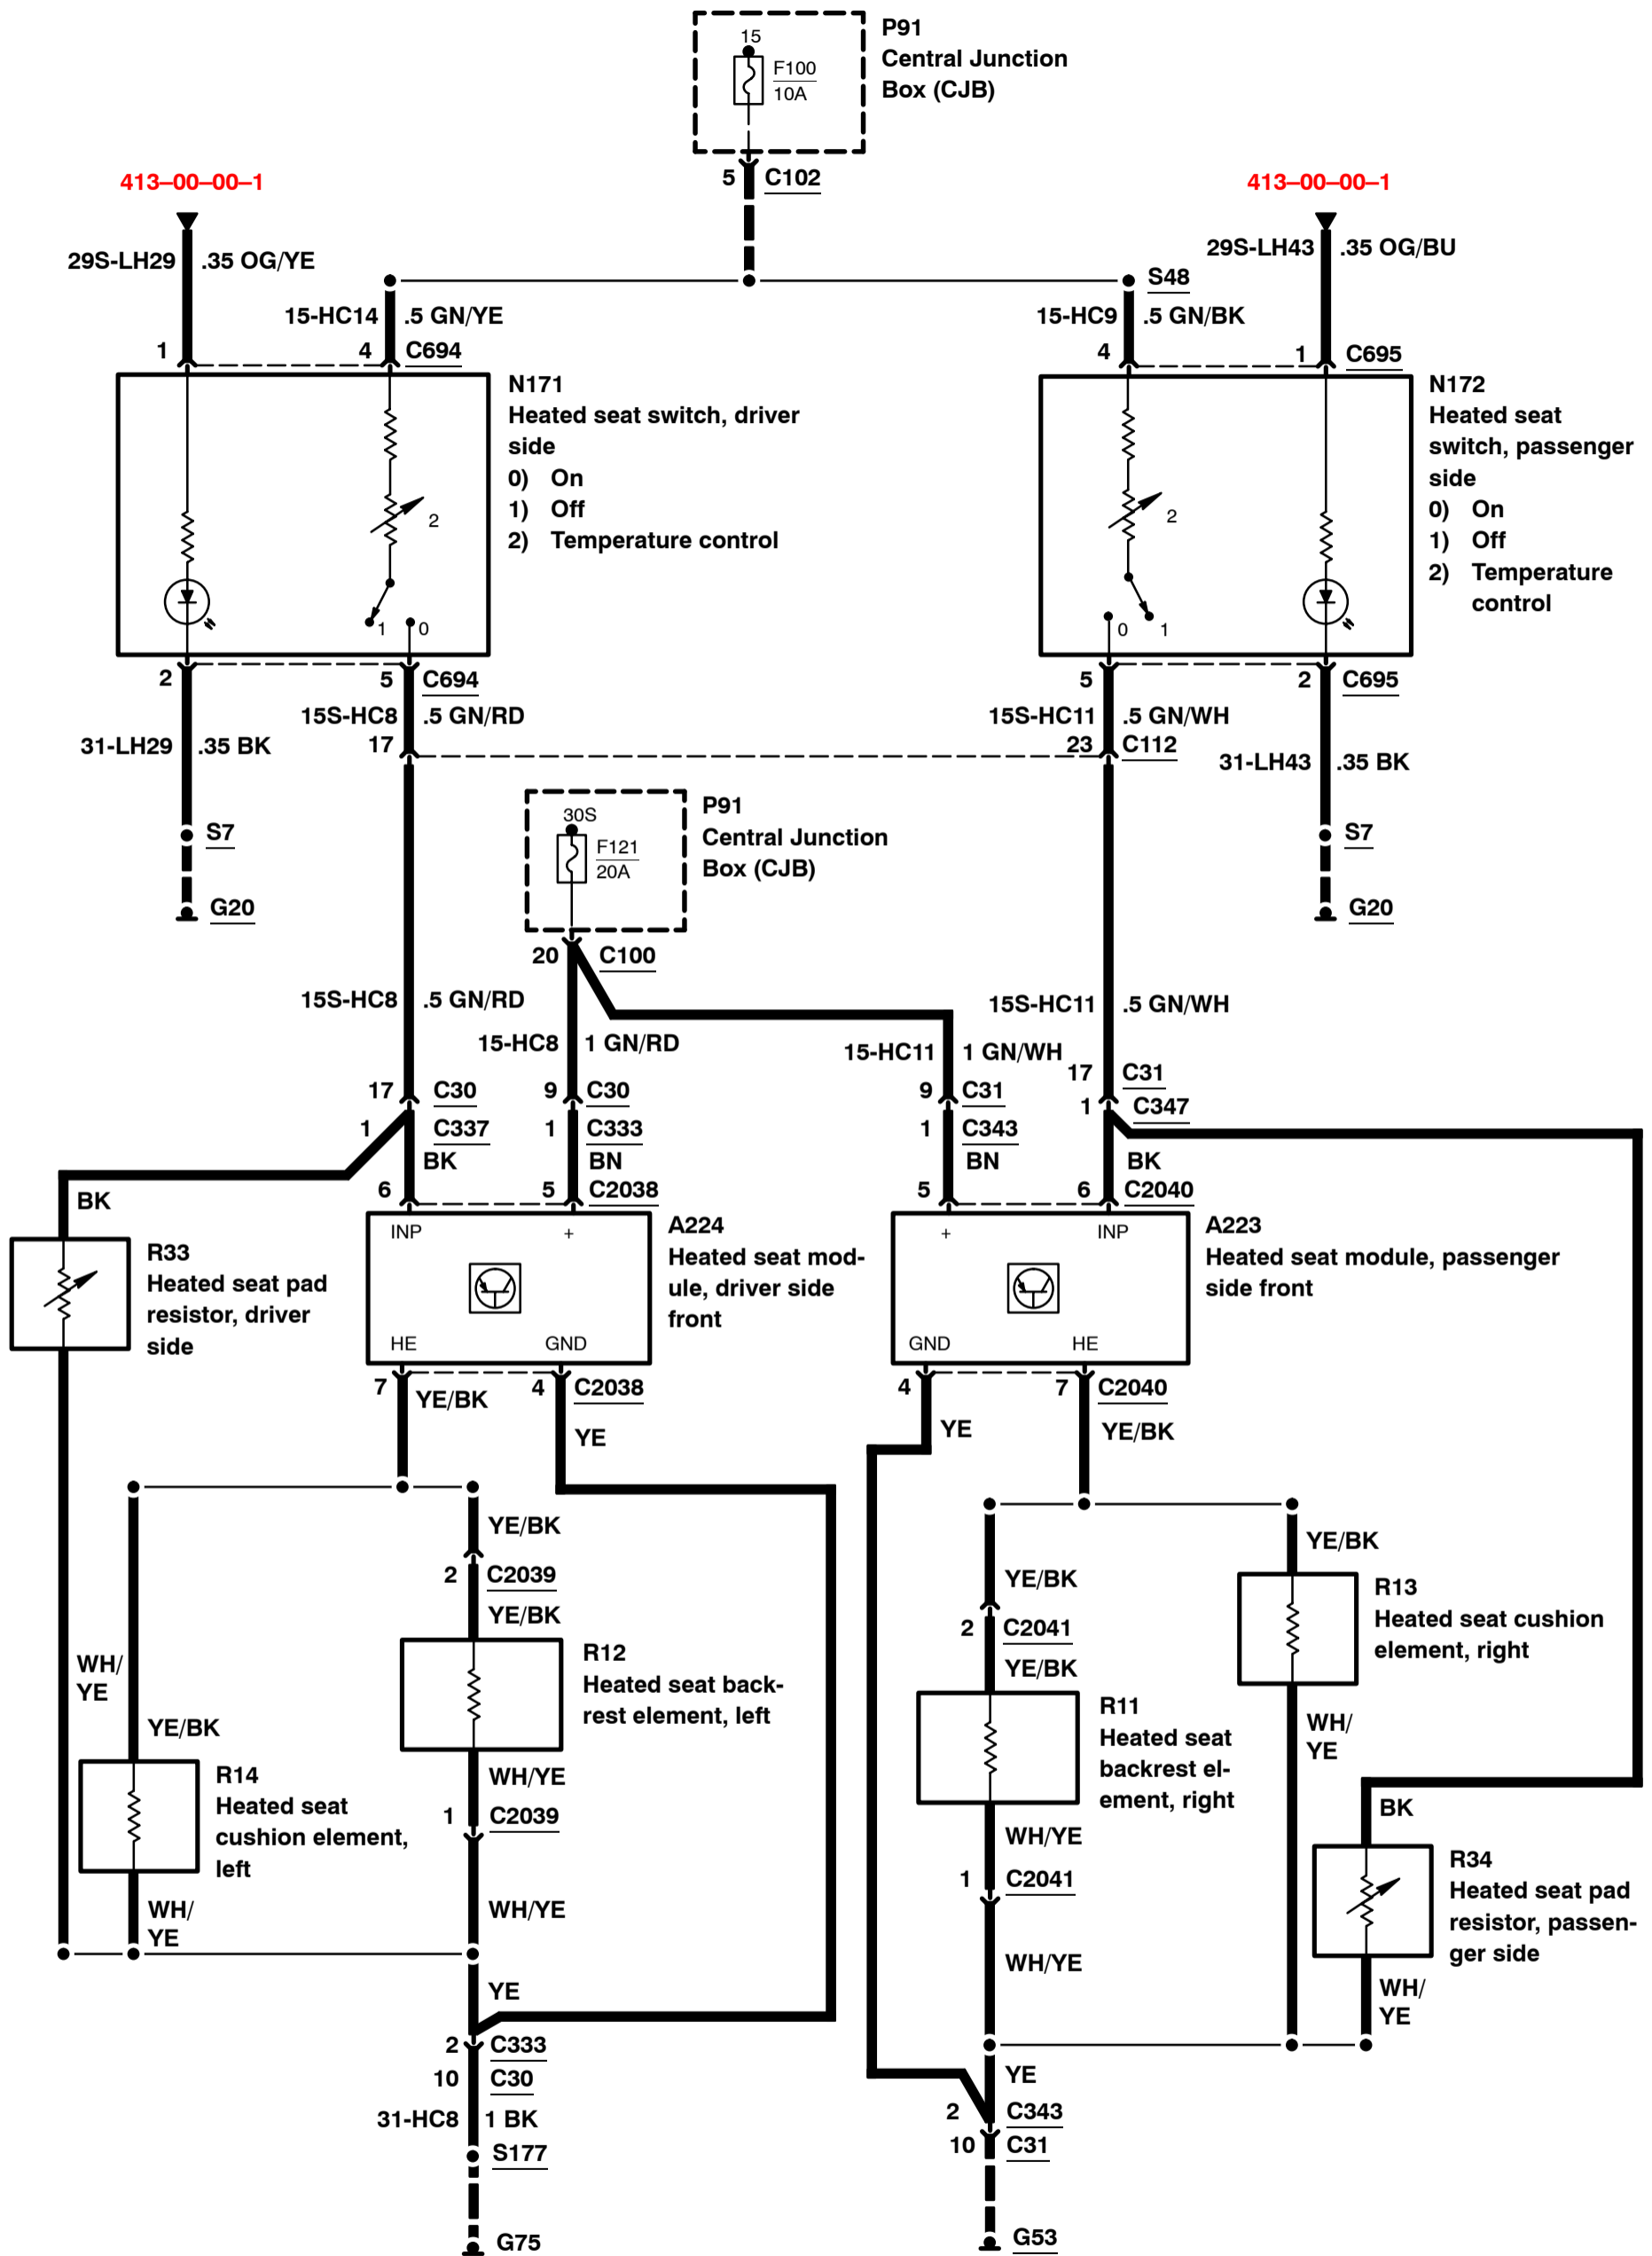 P91
Central Junction
Box (CJB)
15
F100
10A
5 C102
413–00–00–1
413–00–00–1
29S-LH29 .35 OG/YE
29S-LH43 .35 OG/BU
S48
15-HC14 .5 GN/YE
15-HC9 .5 GN/BK
1 4 C694
4 1 C695
N171
Heated seat switch, driver
side
0) On
1) Off
2) Temperature control
2
1 0
N172
Heated seat
switch, passenger
side
0) On
1) Off
2) Temperature
control
2
0 1
2 5 C694
5 2 C695
15S-HC8 .5 GN/RD
15S-HC11 .5 GN/WH
31-LH29 .35 BK
17
23 C112
31-LH43 .35 BK
S7
S7
G20
G20
P91
Central Junction
Box (CJB)
30S
F121
20A
20 C100
15S-HC8 .5 GN/RD
15S-HC11 .5 GN/WH
15-HC8 1 GN/RD
15-HC11 1 GN/WH
17 C30
9 C30
9 C31
17 C31
1 C337
1 C333
1 C343
1 C347
BK
BN
BN
BK
BK
6 5 C2038
5 6 C2040
INP +
HE GND
A224
Heated seat mod-
ule, driver side
front
+ INP
GND HE
A223
Heated seat module, passenger
side front
R33
Heated seat pad
resistor, driver
side
7 YE/BK
4 C2038
YE
4
YE
7 C2040
YE/BK
YE/BK
2 C2039
YE/BK
R12
Heated seat back-
rest element, left
WH/
YE
YE/BK
R14
Heated seat
cushion element,
left
WH/YE
1 C2039
WH/YE
WH/
YE
YE
2 C333
10 C30
31-HC8 1 BK
S177
G75
YE/BK
2 C2041
YE/BK
R11
Heated seat
backrest el-
ement, right
WH/YE
1 C2041
WH/YE
YE/BK
R13
Heated seat cushion
element, right
WH/
YE
BK
R34
Heated seat pad
resistor, passen-
ger side
WH/
YE
YE
2 C343
10 C31
G53